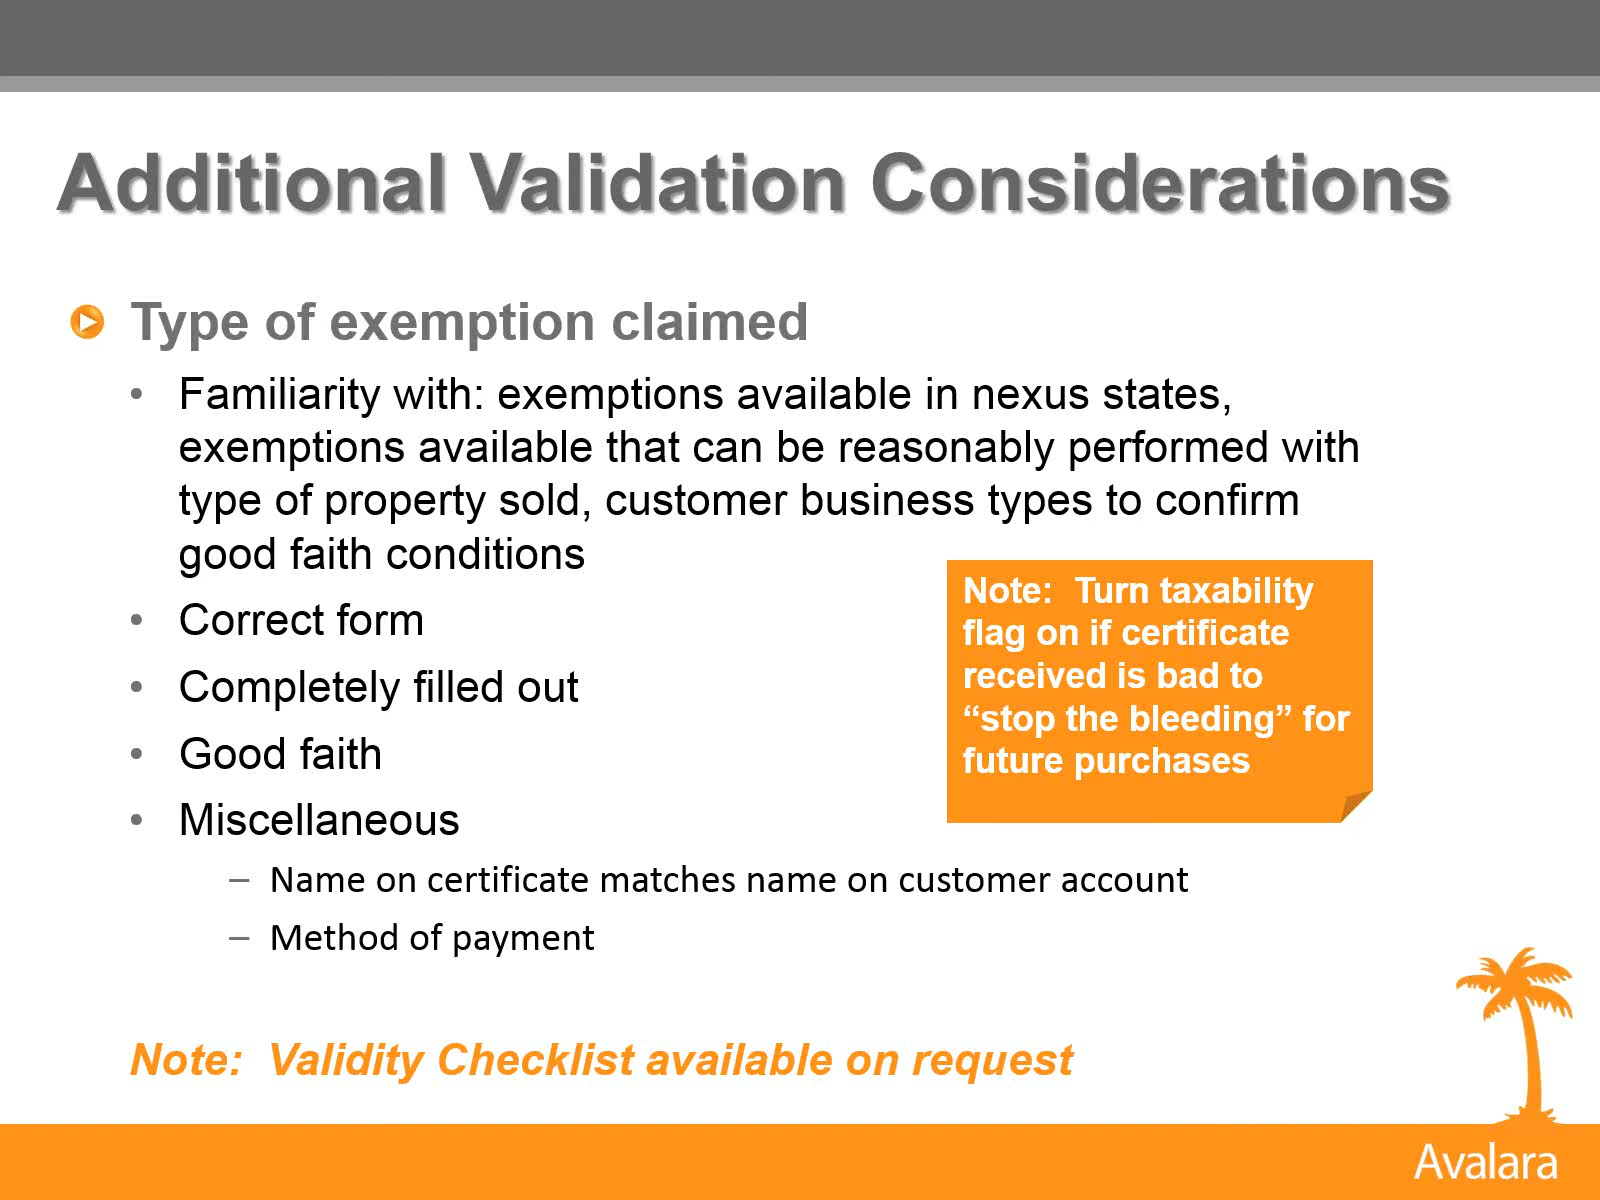 Additional Validation Considerations
Type of exemption claimed
• Familiarity with: exemptions available in nexus states,
exemptions available that can be reasonably performed with
type of property sold, customer business types to confirm
good faith conditions
• Correct form
• Completely filled out
• Good faith
• Miscellaneous
– Name on certificate matches name on customer account
– Method of payment
Note:  Turn taxability
flag on if certificate
received is bad to
“stop the bleeding” for
future purchases
Note:  Validity Checklist available on request
Avalara